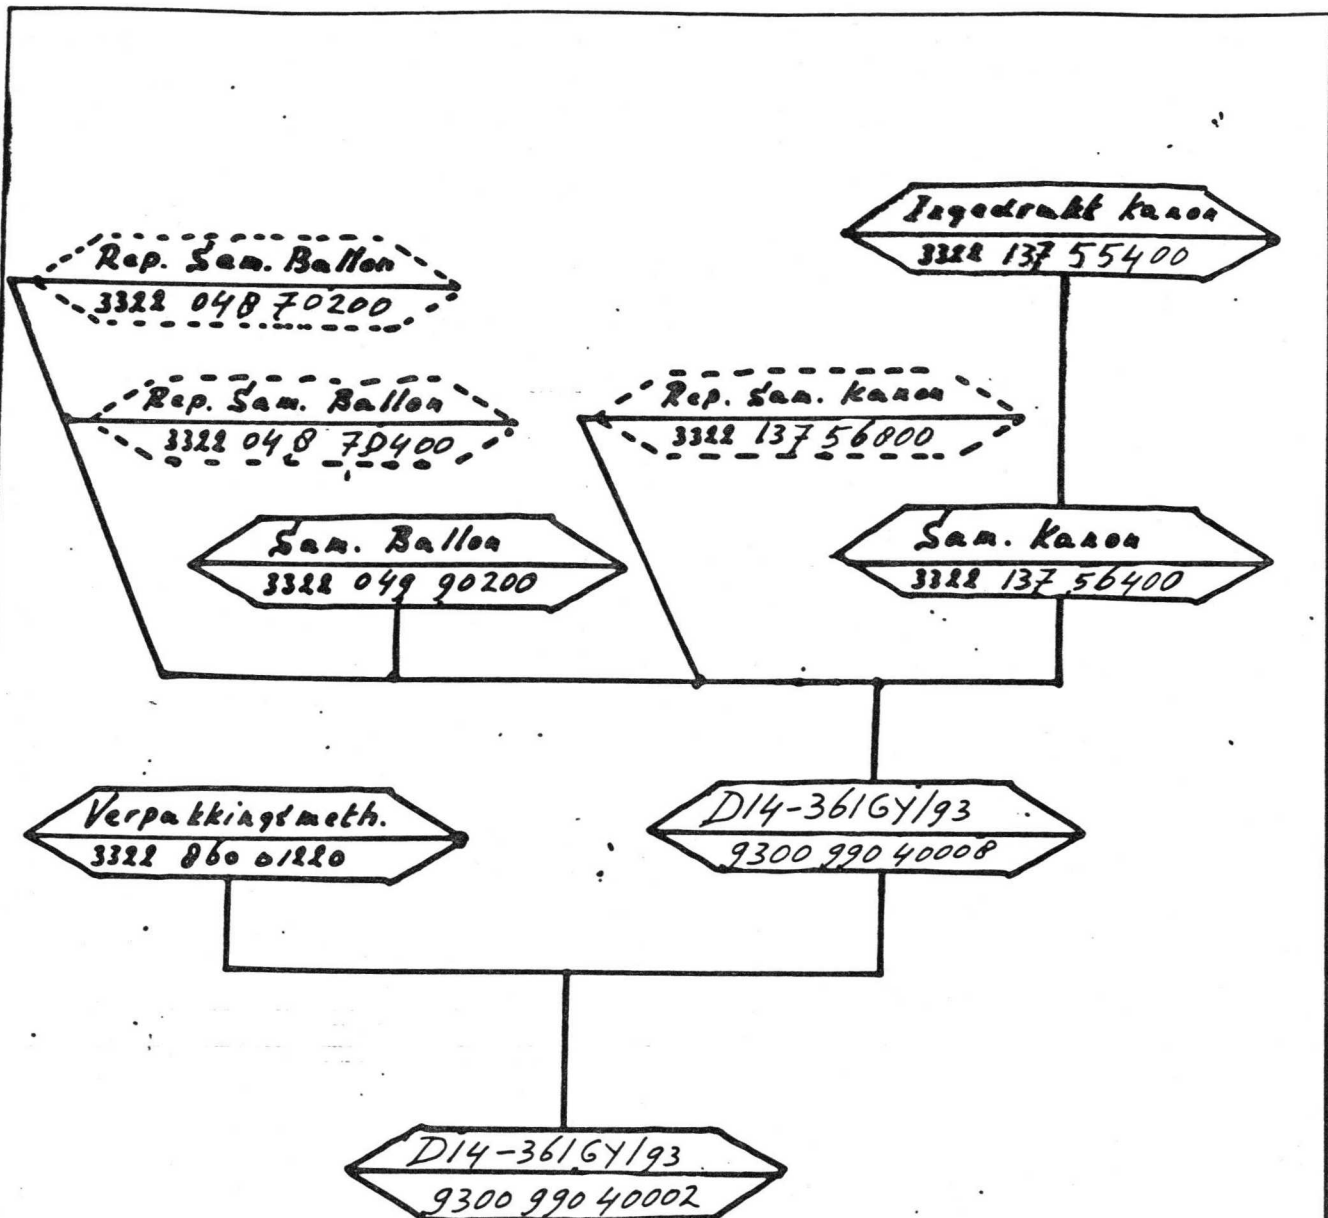 Ingedrukt Kanon
3322 137 55400
Rep. Sam. Ballon
3322 048 70200
Rep. Sam. Ballon
3322 048 70400
Rep. Sam. Kanon
3322 137 56800
Sam. Ballon
3322 049 90200
Sam. Kanon
3322 137 56400
Verpakkingsmeth.
3322 860 01220
D14-361GY/93
9300 990 40008
D14-361GY/93
9300 990 40002